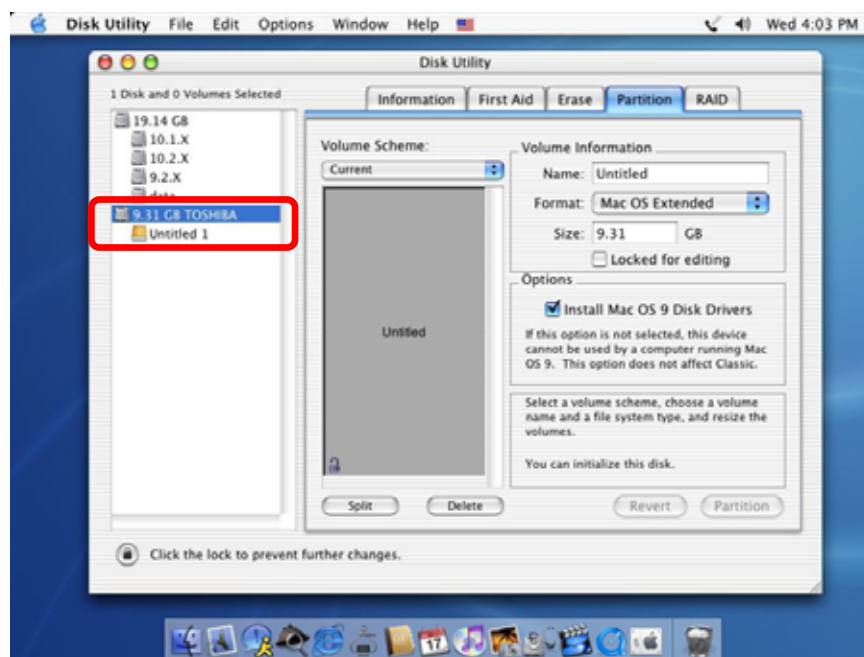 Disk Utility File Edit Options Window Help Wed 4:03 PM
Disk Utility
1 Disk and 0 Volumes Selected
Information First Aid Erase Partition RAID
19.14 GB
10.1.X
10.2.X
9.2.X
data
9.31 GB TOSHIBA
Untitled 1
Volume Scheme:
Current
Untitled
Split Delete
Volume Information
Name: Untitled
Format: Mac OS Extended
Size: 9.31 GB
Locked for editing
Options
Install Mac OS 9 Disk Drivers
If this option is not selected, this device
cannot be used by a computer running Mac
OS 9. This option does not affect Classic.
Select a volume scheme, choose a volume
name and a file system type, and resize the
volumes.
You can initialize this disk.
Revert Partition
Click the lock to prevent further changes.
17